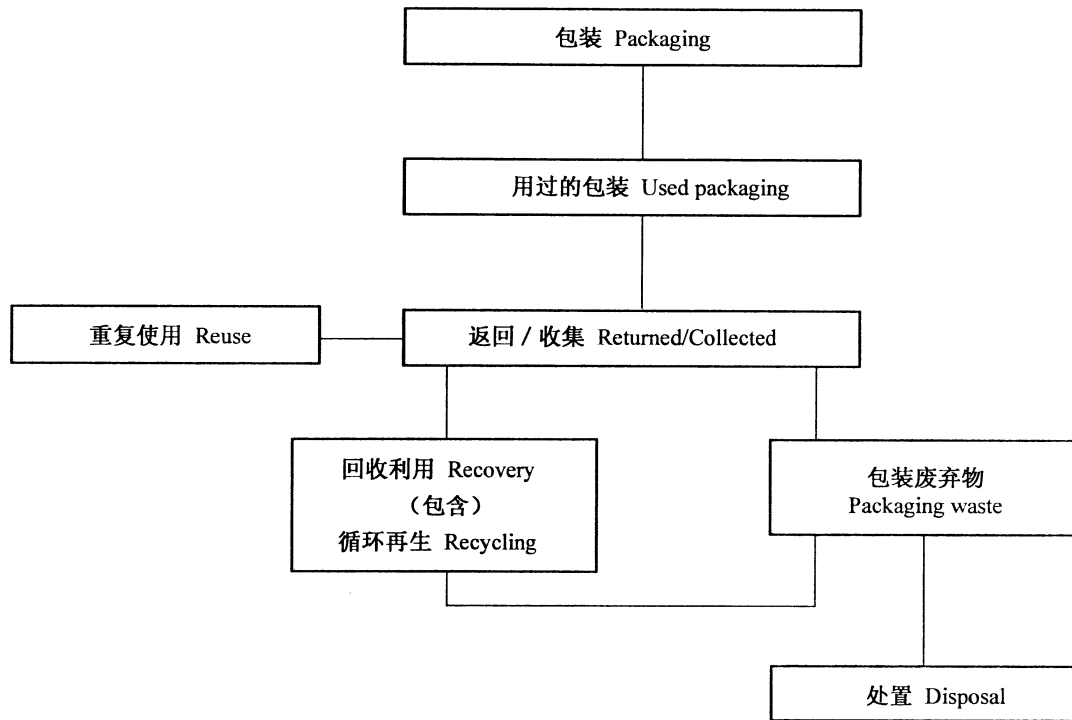 包装 Packaging
用过的包装 Used packaging
重复使用 Reuse
返回/收集 Returned/Collected
回收利用 Recovery
（包含）
循环再生 Recycling
包装废弃物
Packaging waste
处置 Disposal